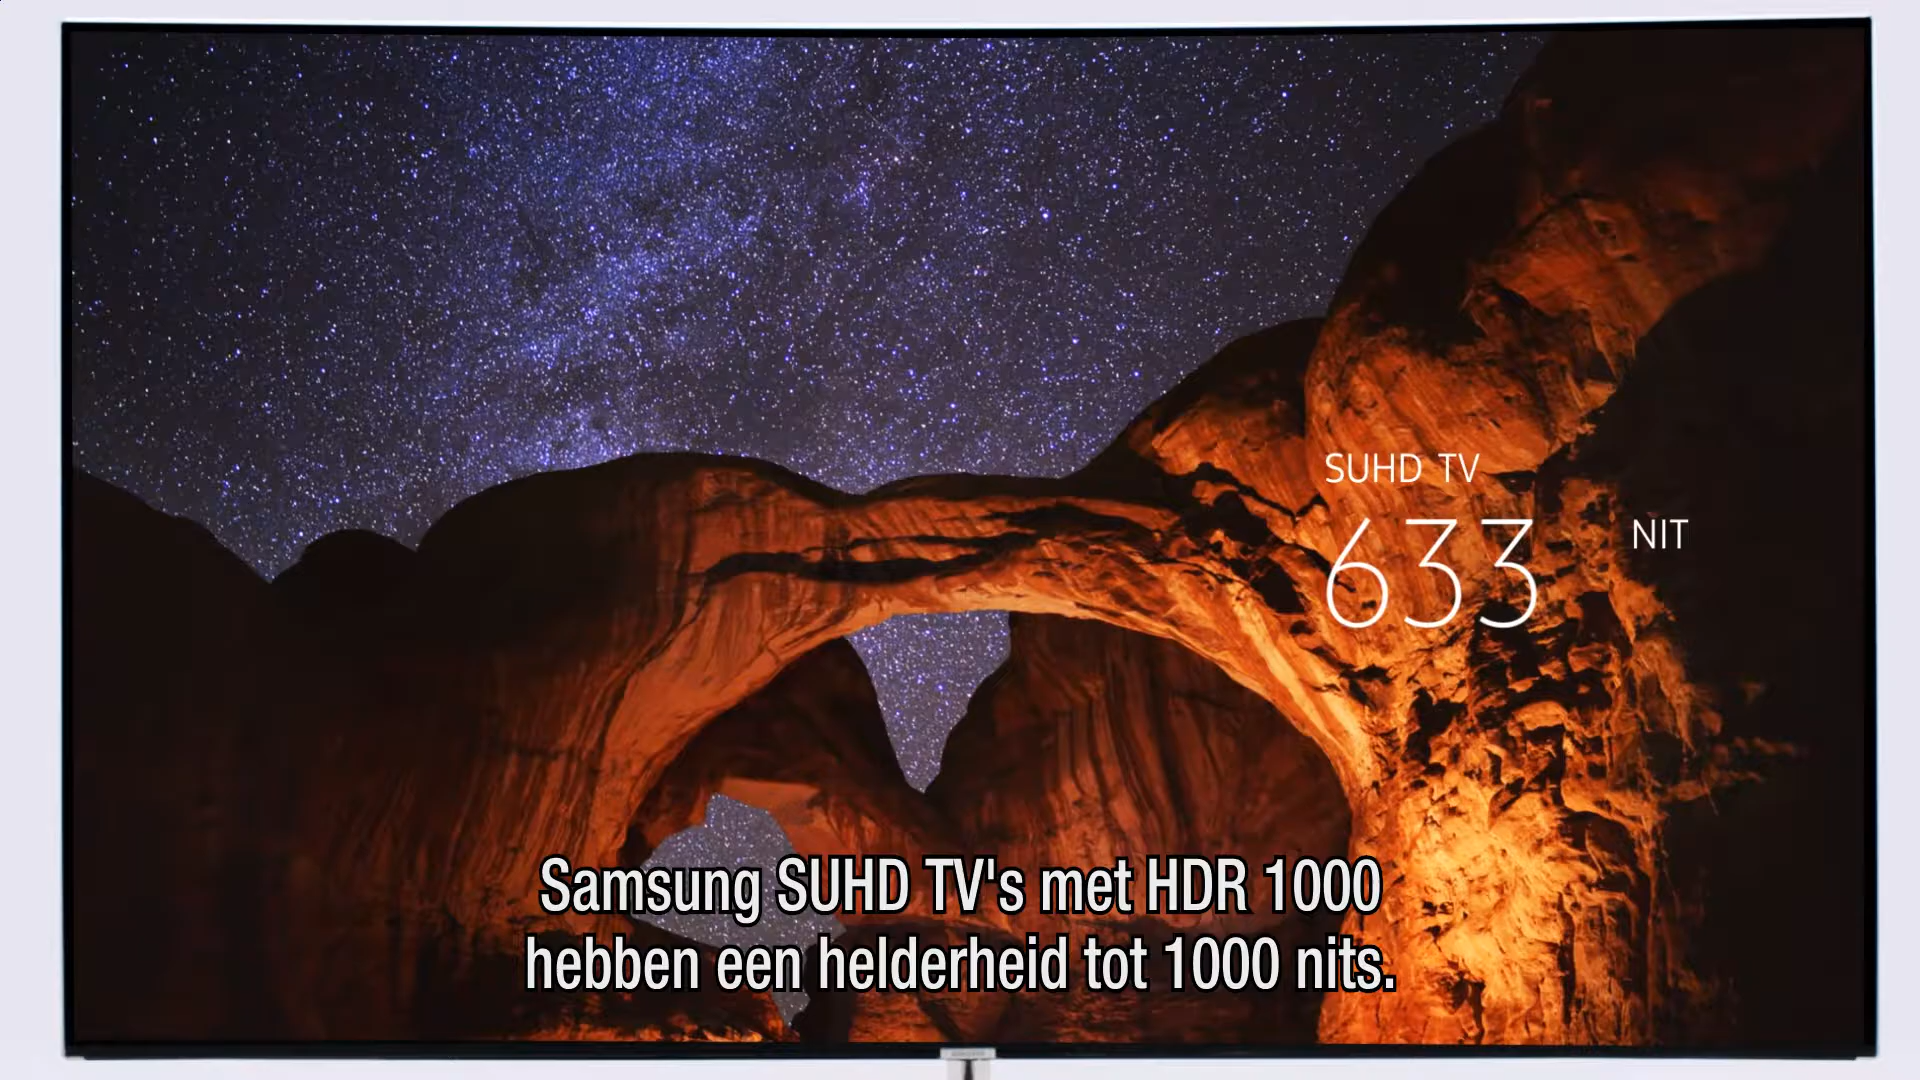 SUHD TV
633 NIT
Samsung SUHD TV's met HDR 1000
hebben een helderheid tot 1000 nits.